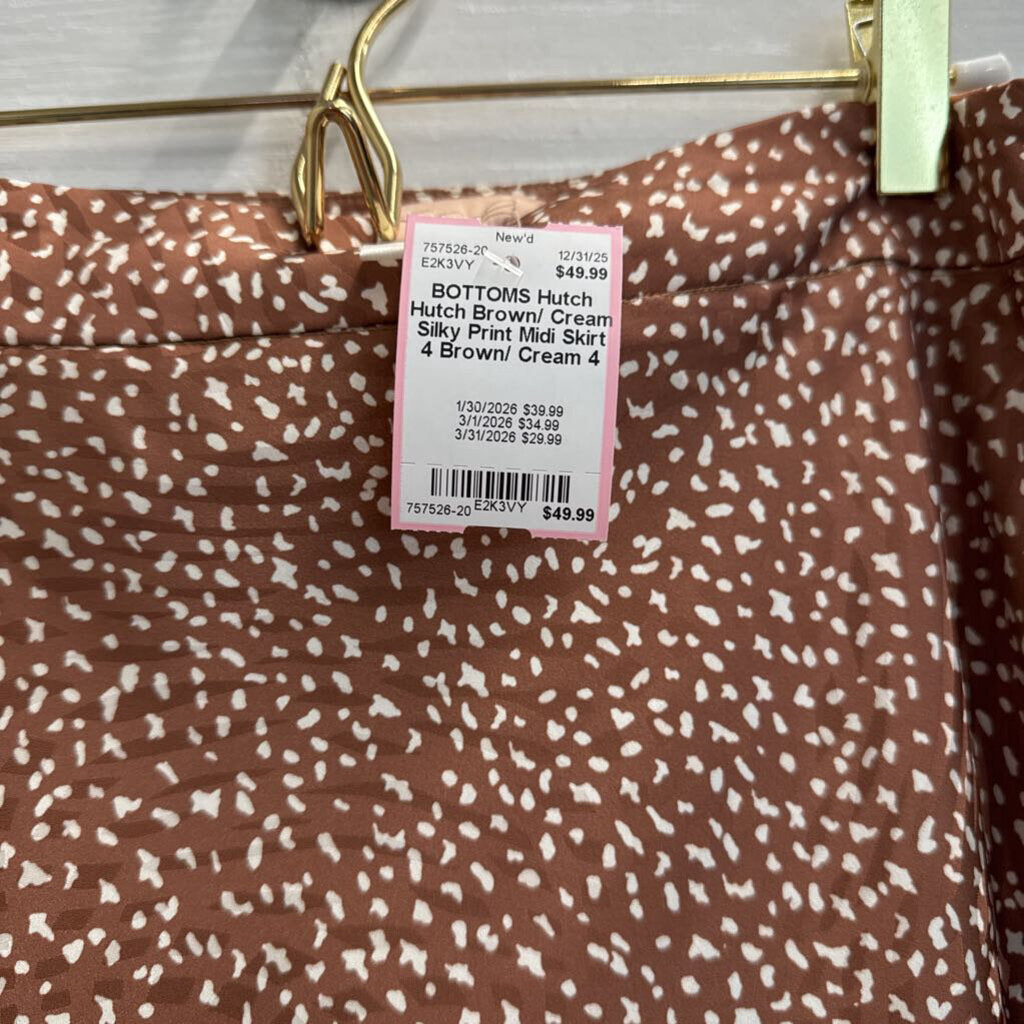 New'd
757526-20 12/31/25
E2K3VY $49.99
BOTTOMS Hutch
Hutch Brown/ Cream
Silky Print Midi Skirt
4 Brown/ Cream 4
1/30/2026 $39.99
3/1/2026 $34.99
3/31/2026 $29.99
757526-20 E2K3VY $49.99